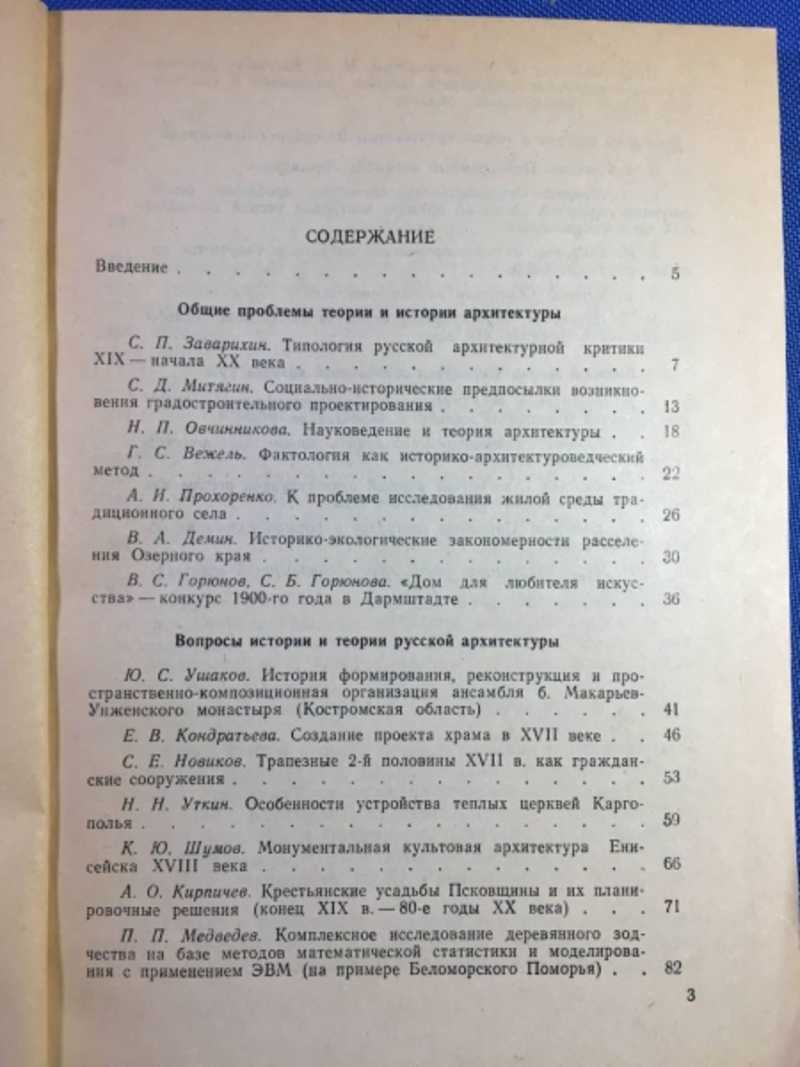 СОДЕРЖАНИЕ
Введение . . . . . . . . . . . . . . . . . 5
Общие проблемы теории и истории архитектуры
С. П. Заварихин. Типология русской архитектурной критики
XIX — начала XX века . . . . . . . . . . . . . 7
С. Д. Митягин. Социально-исторические предпосылки возникно-
вения градостроительного проектирования . . . . . . . 13
Н. П. Овчинникова. Науковедение и теория архитектуры . . 18
Г. С. Вежель. Фактология как историко-архитектуроведческий
метод . . . . . . . . . . . . . . . . . . 22
А. И. Прохоренко. К проблеме исследования жилой среды тра-
диционного села . . . . . . . . . . . . . . . 26
В. А. Демин. Историко-экологические закономерности расселе-
ния Озерного края . . . . . . . . . . . . . . 30
В. С. Горюнов, С. Б. Горюнова. «Дом для любителя искус-
ства» — конкурс 1900-го года в Дармштадте . . . . . . 36
Вопросы истории и теории русской архитектуры
Ю. С. Ушаков. История формирования, реконструкция и про-
странственно-композиционная организация ансамбля б. Макарьев-
Унженского монастыря (Костромская область) . . . . . . 41
Е. В. Кондратьева. Создание проекта храма в XVII веке . . 46
С. Е. Новиков. Трапезные 2-й половины XVII в. как граждан-
ские сооружения . . . . . . . . . . . . . . . 53
Н. Н. Уткин. Особенности устройства теплых церквей Карго-
полья . . . . . . . . . . . . . . . . . . 59
К. Ю. Шумов. Монументальная культовая архитектура Ени-
сейска XVIII века . . . . . . . . . . . . . . 66
А. О. Кирпичев. Крестьянские усадьбы Псковщины и их плани-
ровочные решения (конец XIX в. — 80-е годы XX века) . . . 71
П. П. Медведев. Комплексное исследование деревянного зод-
чества на базе методов математической статистики и моделирова-
ния с применением ЭВМ (на примере Беломорского Поморья) . . 82
3